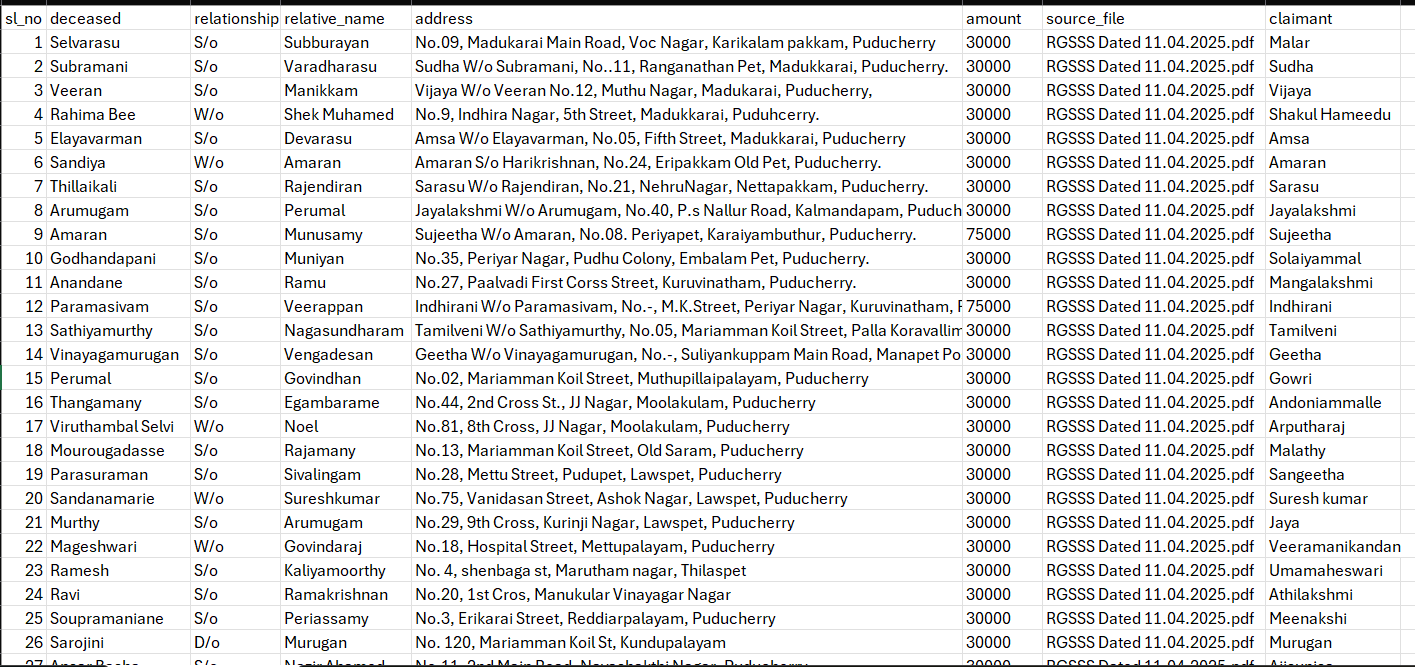 sl_no deceased relationship relative_name address amount source_file claimant
1 Selvarasu S/o Subburayan No.09, Madukarai Main Road, Voc Nagar, Karikalam pakkam, Puducherry 30000 RGSSS Dated 11.04.2025.pdf Malar
2 Subramani S/o Varadharasu Sudha W/o Subramani, No..11, Ranganathan Pet, Madukkarai, Puducherry. 30000 RGSSS Dated 11.04.2025.pdf Sudha
3 Veeran S/o Manikkam Vijaya W/o Veeran No.12, Muthu Nagar, Madukarai, Puducherry, 30000 RGSSS Dated 11.04.2025.pdf Vijaya
4 Rahima Bee W/o Shek Muhamed No.9, Indhira Nagar, 5th Street, Madukkarai, Puduhcerry. 30000 RGSSS Dated 11.04.2025.pdf Shakul Hameedu
5 Elayavarman S/o Devarasu Amsa W/o Elayavarman, No.05, Fifth Street, Madukkarai, Puducherry 30000 RGSSS Dated 11.04.2025.pdf Amsa
6 Sandiya W/o Amaran Amaran S/o Harikrishnan, No.24, Eripakkam Old Pet, Puducherry. 30000 RGSSS Dated 11.04.2025.pdf Amaran
7 Thillaikali S/o Rajendiran Sarasu W/o Rajendiran, No.21, NehruNagar, Nettapakkam, Puducherry. 30000 RGSSS Dated 11.04.2025.pdf Sarasu
8 Arumugam S/o Perumal Jayalakshmi W/o Arumugam, No.40, P.s Nallur Road, Kalmandapam, Puduch 30000 RGSSS Dated 11.04.2025.pdf Jayalakshmi
9 Amaran S/o Munusamy Sujeetha W/o Amaran, No.08. Periyapet, Karaiyambuthur, Puducherry. 75000 RGSSS Dated 11.04.2025.pdf Sujeetha
10 Godhandapani S/o Muniyan No.35, Periyar Nagar, Pudhu Colony, Embalam Pet, Puducherry. 30000 RGSSS Dated 11.04.2025.pdf Solaiyammal
11 Anandane S/o Ramu No.27, Paalvadi First Corss Street, Kuruvinatham, Puducherry. 30000 RGSSS Dated 11.04.2025.pdf Mangalakshmi
12 Paramasivam S/o Veerappan Indhirani W/o Paramasivam, No.-, M.K.Street, Periyar Nagar, Kuruvinatham, 75000 RGSSS Dated 11.04.2025.pdf Indhirani
13 Sathiyamurthy S/o Nagasundharam Tamilveni W/o Sathiyamurthy, No.05, Mariamman Koil Street, Palla Koravallim 30000 RGSSS Dated 11.04.2025.pdf Tamilveni
14 Vinayagamurugan S/o Vengadesan Geetha W/o Vinayagamurugan, No.-, Suliyankuppam Main Road, Manapet Po 30000 RGSSS Dated 11.04.2025.pdf Geetha
15 Perumal S/o Govindhan No.02, Mariamman Koil Street, Muthupillaipalayam, Puducherry 30000 RGSSS Dated 11.04.2025.pdf Gowri
16 Thangamany S/o Egambarame No.44, 2nd Cross St., JJ Nagar, Moolakulam, Puducherry 30000 RGSSS Dated 11.04.2025.pdf Andoniammalle
17 Viruthambal Selvi W/o Noel No.81, 8th Cross, JJ Nagar, Moolakulam, Puducherry 30000 RGSSS Dated 11.04.2025.pdf Arputharaj
18 Mourougadasse S/o Rajamany No.13, Mariamman Koil Street, Old Saram, Puducherry 30000 RGSSS Dated 11.04.2025.pdf Malathy
19 Parasuraman S/o Sivalingam No.28, Mettu Street, Pudupet, Lawspet, Puducherry 30000 RGSSS Dated 11.04.2025.pdf Sangeetha
20 Sandanamarie W/o Sureshkumar No.75, Vanidasan Street, Ashok Nagar, Lawspet, Puducherry 30000 RGSSS Dated 11.04.2025.pdf Suresh kumar
21 Murthy S/o Arumugam No.29, 9th Cross, Kurinji Nagar, Lawspet, Puducherry 30000 RGSSS Dated 11.04.2025.pdf Jaya
22 Mageshwari W/o Govindaraj No.18, Hospital Street, Mettupalayam, Puducherry 30000 RGSSS Dated 11.04.2025.pdf Veeramanikandan
23 Ramesh S/o Kaliyamoorthy No. 4, shenbaga st, Marutham nagar, Thilaspet 30000 RGSSS Dated 11.04.2025.pdf Umamaheswari
24 Ravi S/o Ramakrishnan No.20, 1st Cros, Manukular Vinayagar Nagar 30000 RGSSS Dated 11.04.2025.pdf Athilakshmi
25 Soupramaniane S/o Periassamy No.3, Erikarai Street, Reddiarpalayam, Puducherry 30000 RGSSS Dated 11.04.2025.pdf Meenakshi
26 Sarojini D/o Murugan No. 120, Mariamman Koil St, Kundupalayam 30000 RGSSS Dated 11.04.2025.pdf Murugan